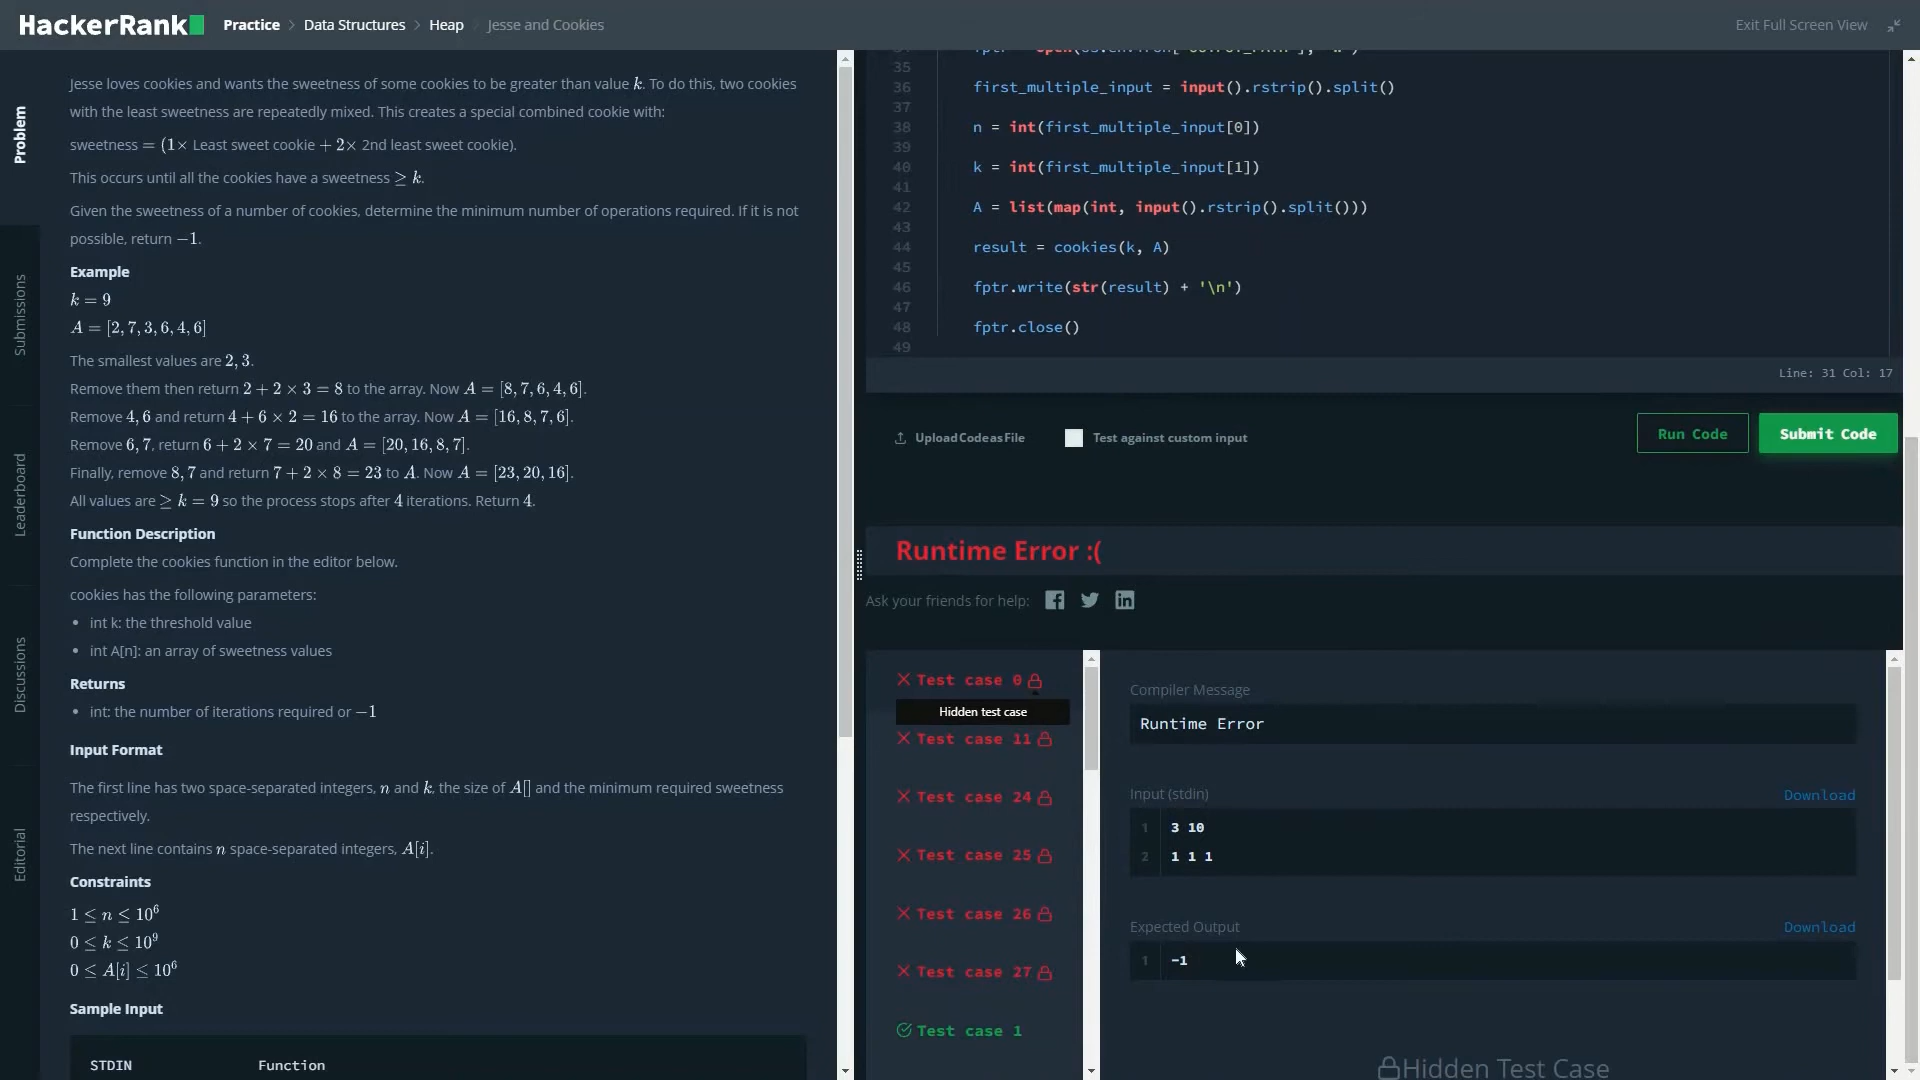 HackerRank Practice > Data Structures > Heap > Jesse and Cookies
Exit Full Screen View
Problem
Submissions
Leaderboard
Discussions
Editorial
Jesse loves cookies and wants the sweetness of some cookies to be greater than value k. To do this, two cookies
with the least sweetness are repeatedly mixed. This creates a special combined cookie with:
sweetness = (1× Least sweet cookie + 2× 2nd least sweet cookie).
This occurs until all the cookies have a sweetness ≥ k.
Given the sweetness of a number of cookies, determine the minimum number of operations required. If it is not
possible, return −1.
Example
k = 9
A = [2, 7, 3, 6, 4, 6]
The smallest values are 2, 3.
Remove them then return 2 + 2 × 3 = 8 to the array. Now A = [8, 7, 6, 4, 6].
Remove 4, 6 and return 4 + 6 × 2 = 16 to the array. Now A = [16, 8, 7, 6].
Remove 6, 7, return 6 + 2 × 7 = 20 and A = [20, 16, 8, 7].
Finally, remove 8, 7 and return 7 + 2 × 8 = 23 to A. Now A = [23, 20, 16].
All values are ≥ k = 9 so the process stops after 4 iterations. Return 4.
Function Description
Complete the cookies function in the editor below.
cookies has the following parameters:
• int k: the threshold value
• int A[n]: an array of sweetness values
Returns
• int: the number of iterations required or −1
Input Format
The first line has two space-separated integers, n and k, the size of A[] and the minimum required sweetness
respectively.
The next line contains n space-separated integers, A[i].
Constraints
1 ≤ n ≤ 10^6
0 ≤ k ≤ 10^9
0 ≤ A[i] ≤ 10^6
Sample Input
STDIN Function
35
36 first_multiple_input = input().rstrip().split()
37
38 n = int(first_multiple_input[0])
39
40 k = int(first_multiple_input[1])
41
42 A = list(map(int, input().rstrip().split()))
43
44 result = cookies(k, A)
45
46 fptr.write(str(result) + '\n')
47
48 fptr.close()
49
Line: 31 Col: 17
Upload Code as File
Test against custom input
Run Code
Submit Code
Runtime Error :(
Ask your friends for help:
Test case 0
Hidden test case
Test case 11
Test case 24
Test case 25
Test case 26
Test case 27
Test case 1
Compiler Message
Runtime Error
Input (stdin)
Download
1 3 10
2 1 1 1
Expected Output
Download
1 -1
Hidden Test Case